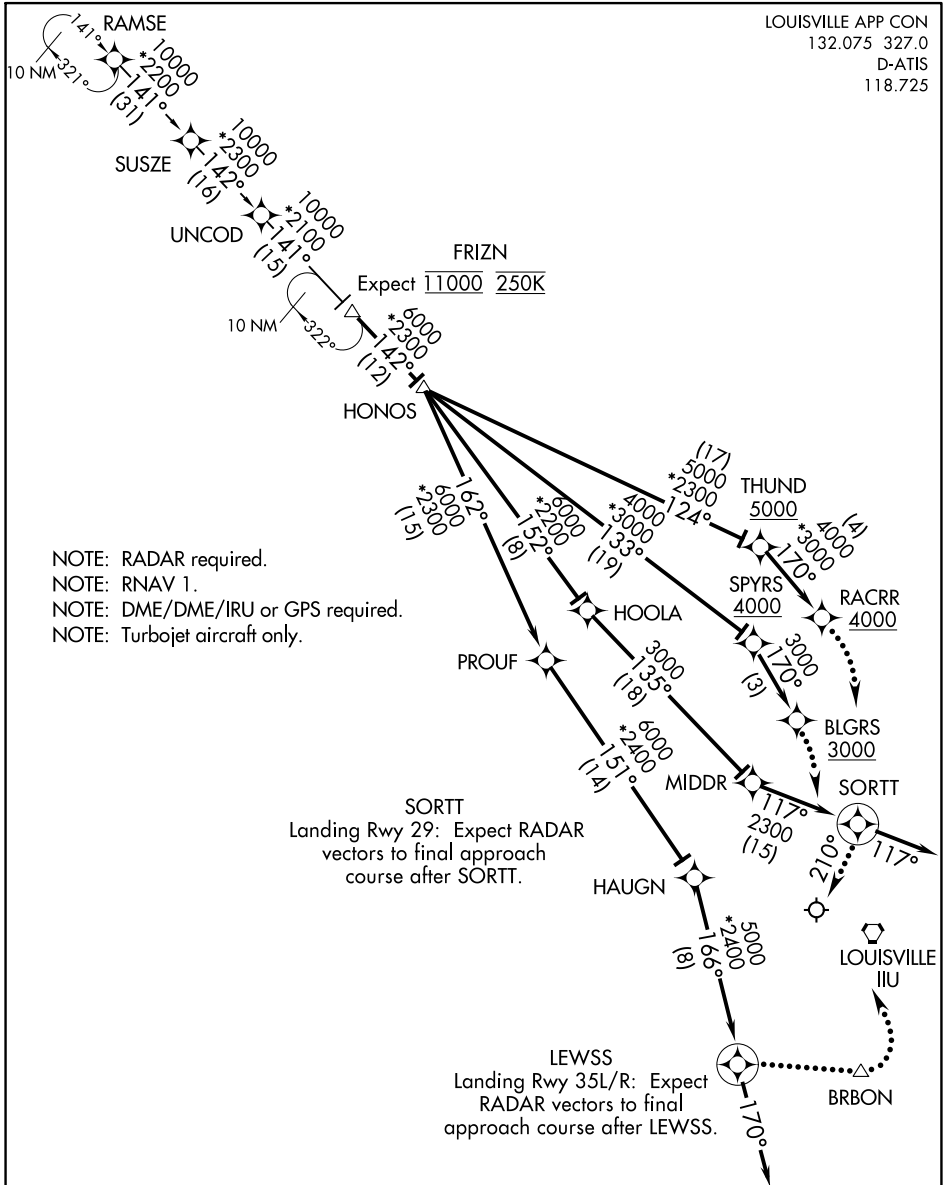 RAMSE
141°
10 NM
321°
10000
*2200
141°
(31)
SUSZE
10000
*2300
142°
(16)
UNCOD
10000
*2100
141°
(15)
LOUISVILLE APP CON
132.075 327.0
D-ATIS
118.725
FRIZN
Expect 11000 250K
10 NM
322°
6000
*2300
142°
(12)
HONOS
162°
6000
*2300
(15)
6000
*2200
152°
(8)
4000
*3000
133°
(19)
(17)
5000
*2300
124°
THUND
5000
(4)
4000
*3000
170°
RACRR
4000
SPYRS
4000
3000
170°
(3)
BLGRS
3000
NOTE: RADAR required.
NOTE: RNAV 1.
NOTE: DME/DME/IRU or GPS required.
NOTE: Turbojet aircraft only.
HOOLA
3000
135°
(18)
PROUF
6000
*2400
151°
(14)
MIDDR
117°
2300
(15)
SORTT
117°
210°
SORTT
Landing Rwy 29: Expect RADAR
vectors to final approach
course after SORTT.
HAUGN
5000
*2400
166°
(8)
LOUISVILLE
IIU
LEWSS
Landing Rwy 35L/R: Expect
RADAR vectors to final
approach course after LEWSS.
BRBON
170°